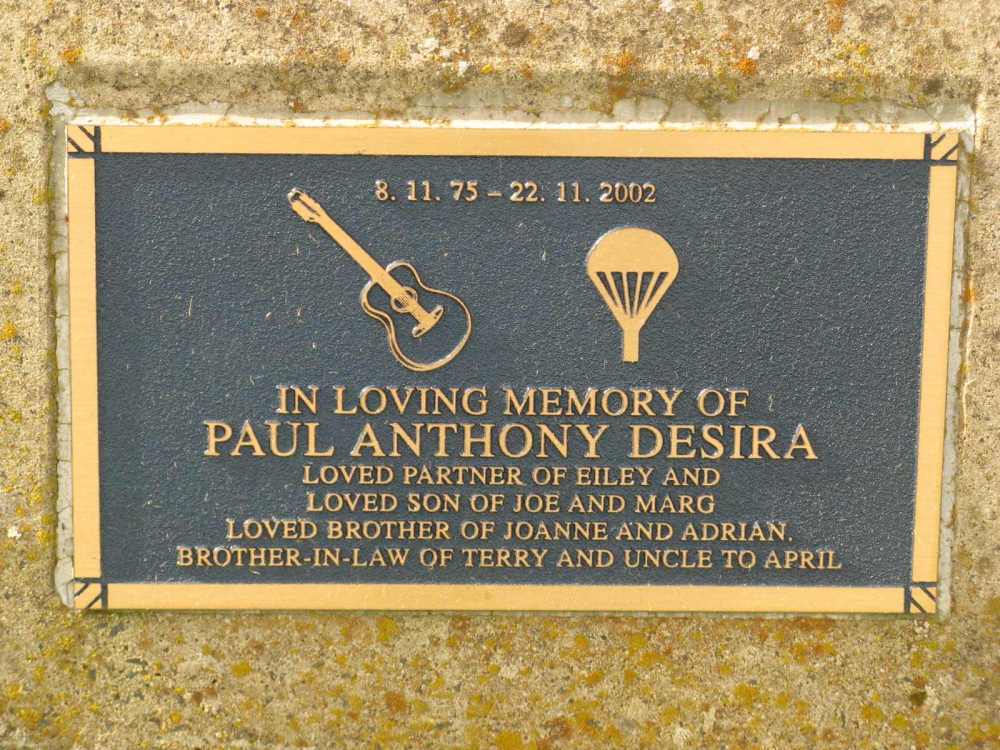 8. 11. 75 – 22. 11. 2002
IN LOVING MEMORY OF
PAUL ANTHONY DESIRA
LOVED PARTNER OF EILEY AND
LOVED SON OF JOE AND MARG
LOVED BROTHER OF JOANNE AND ADRIAN.
BROTHER-IN-LAW OF TERRY AND UNCLE TO APRIL